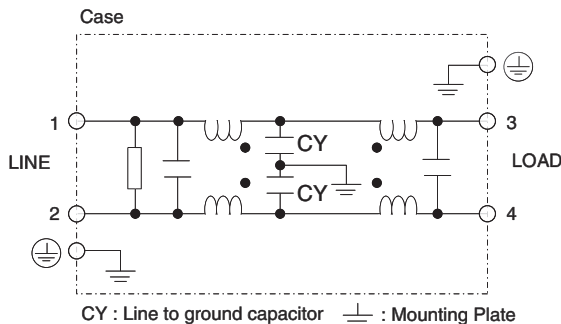 Case
1
3
CY
LINE
LOAD
CY
2
4
CY : Line to ground capacitor : Mounting Plate